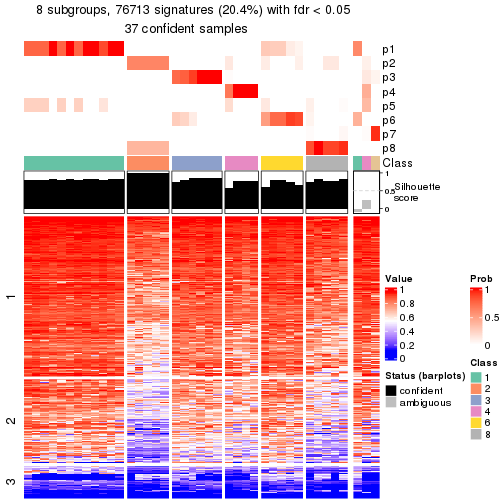 8 subgroups, 76713 signatures (20.4%) with fdr < 0.05
37 confident samples
p1
p2
p3
p4
p5
p6
p7
p8
Class
1
0.5
0
Silhouette
score
1
2
3
Value
1
0.8
0.6
0.4
0.2
0
Prob
1
0.5
0
Status (barplots)
confident
ambiguous
Class
1
2
3
4
6
8